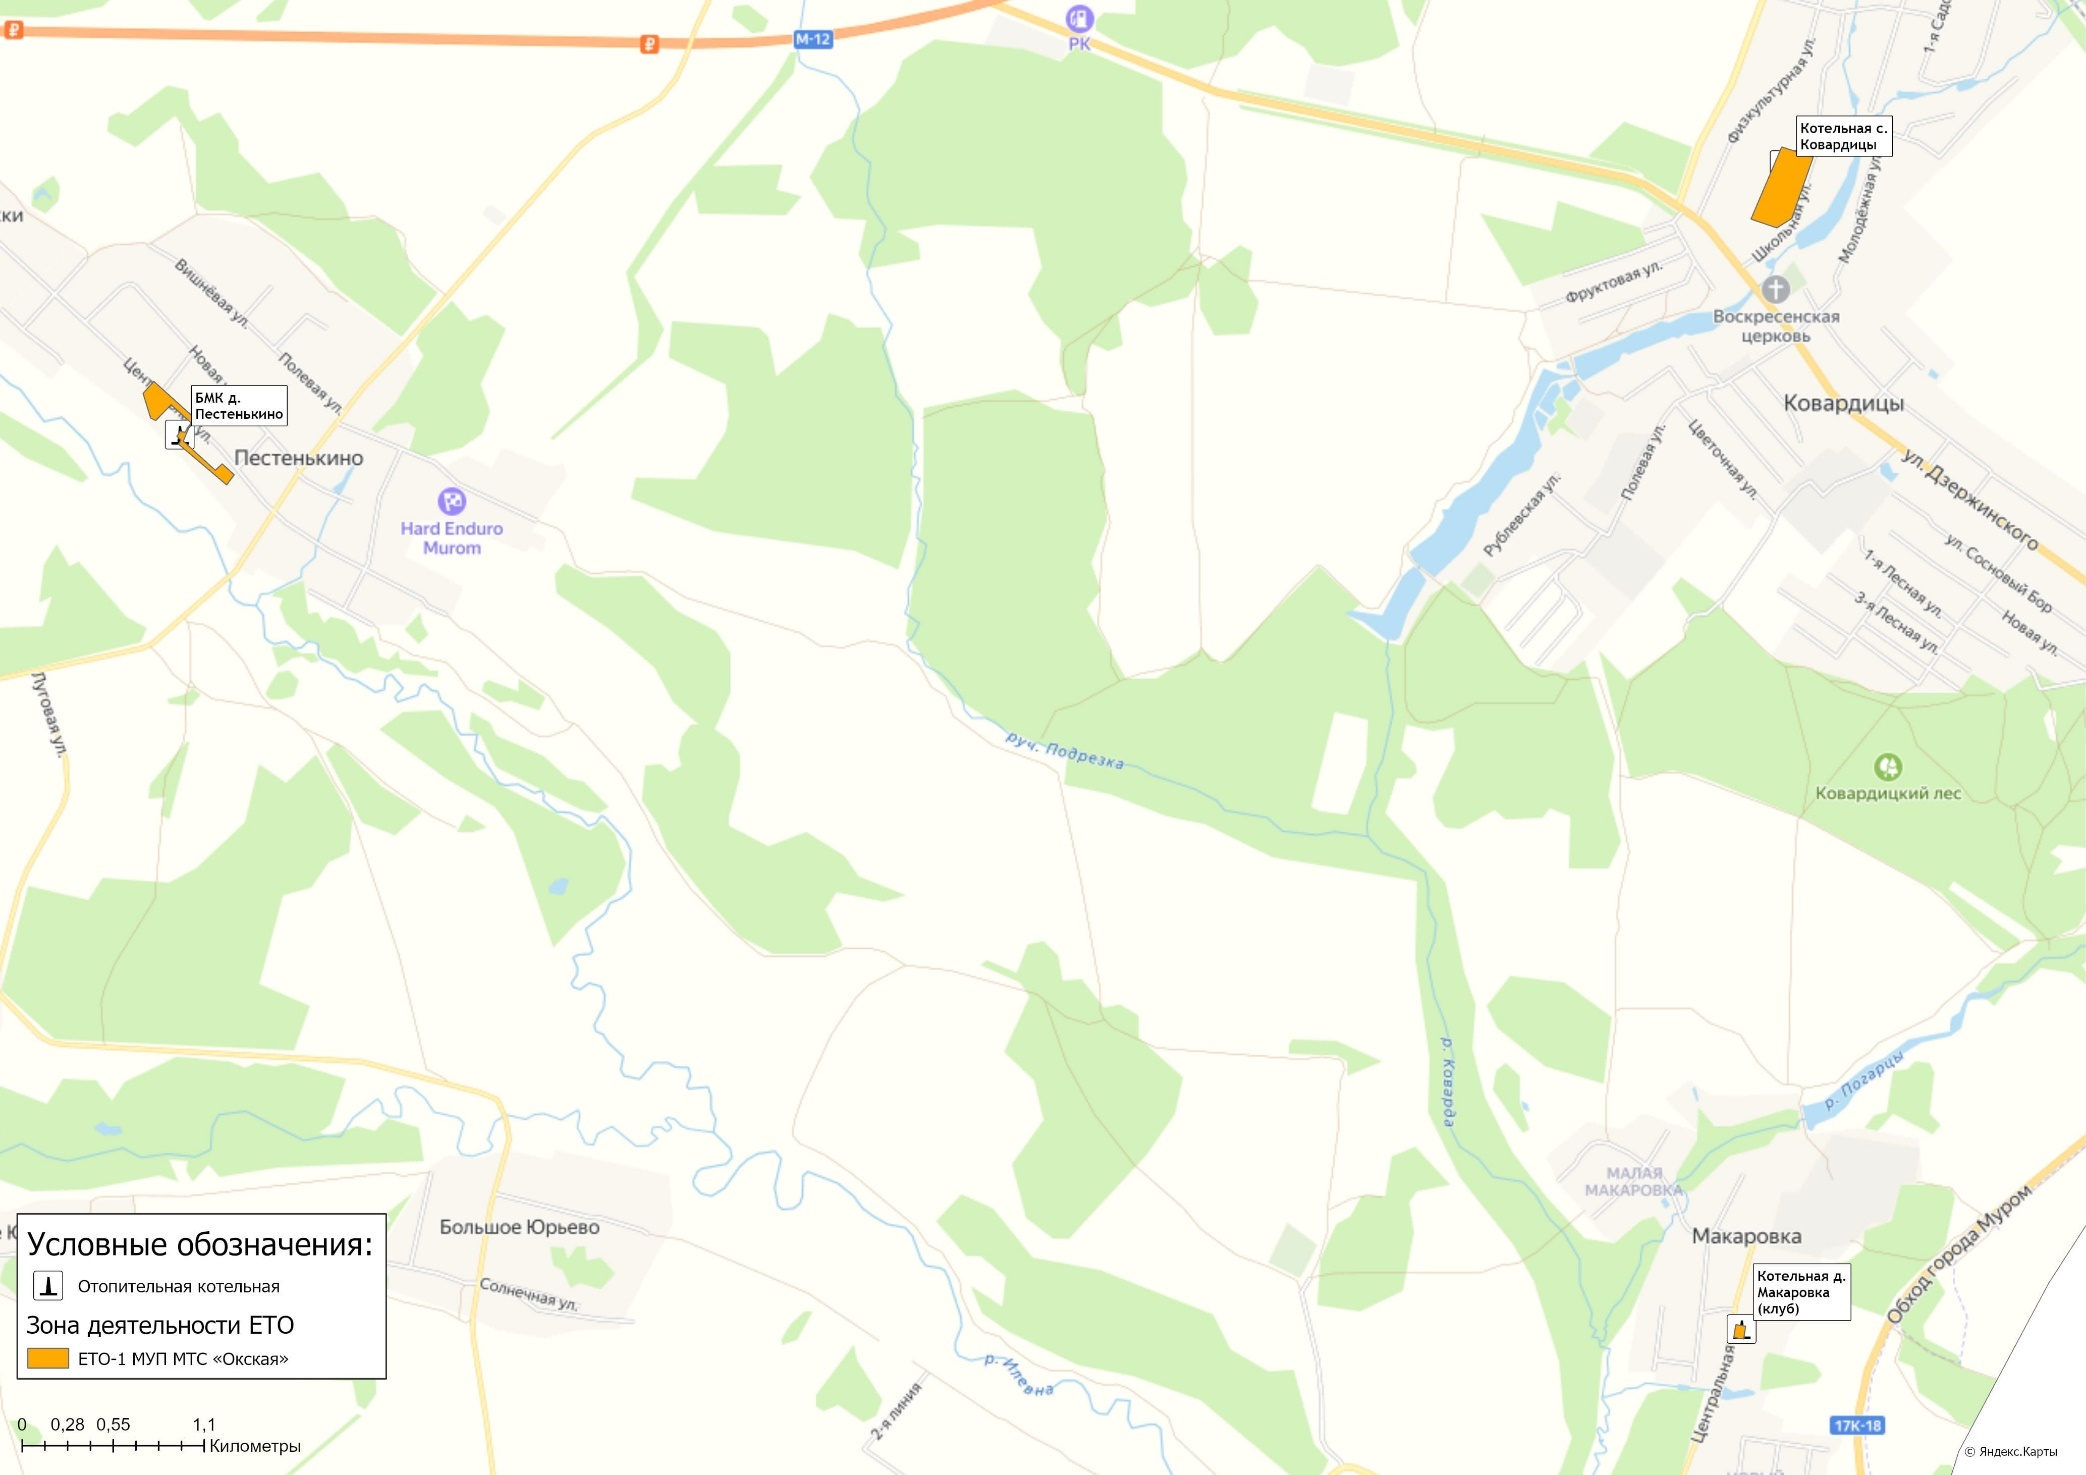 ₽
₽
М-12
РК
Физкультурная ул.
1-я Садо
Котельная с.
Ковардицы
Школьная ул.
Молодёжная ул.
Фруктовая ул.
Воскресенская
церковь
Ковардицы
ки
Вишнёвая ул.
Новая
Полевая ул.
Цент
ул.
БМК д.
Пестенькино
Пестенькино
Hard Enduro
Murom
Рублевская ул.
Полевая ул.
Цветочная ул.
ул. Дзержинского
ул. Сосновый Бор
1-я Лесная ул.
3-я Лесная ул.
Новая ул.
Луговая ул.
руч. Подрезка
Ковардицкий лес
р. Коварда
р. Погарцы
МАЛАЯ
МАКАРОВКА
Макаровка
Котельная д.
Макаровка
(клуб)
Обход города Муром
Центральная
17К-18
Большое Юрьево
Солнечная ул.
р. Илевна
2-я линия
Условные обозначения:
Отопительная котельная
Зона деятельности ЕТО
ЕТО-1 МУП МТС «Окская»
0 0,28 0,55 1,1
Километры
© Яндекс.Карты